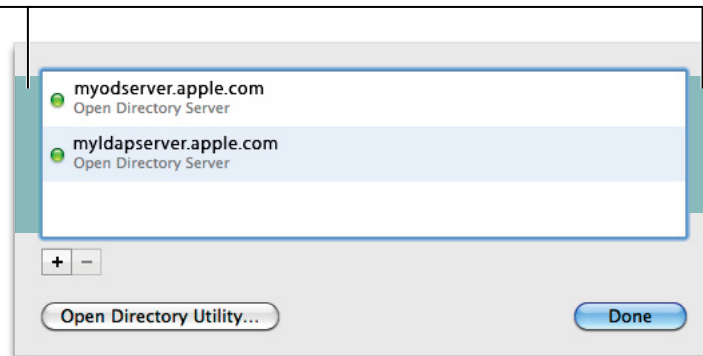 myodserver.apple.com
Open Directory Server
myldapserver.apple.com
Open Directory Server
+ −
Open Directory Utility...
Done